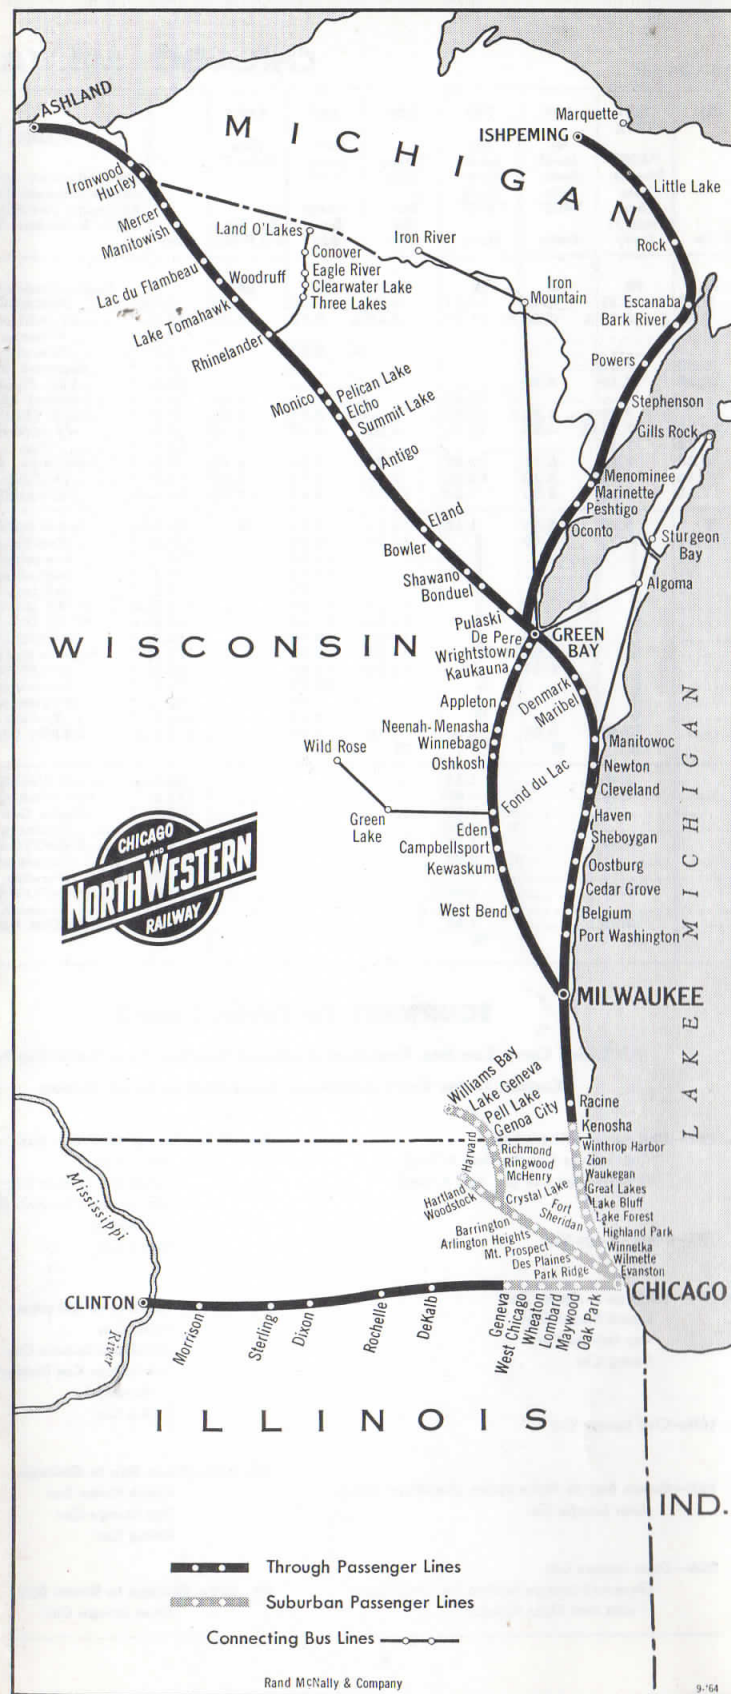 ASHLAND
MICHIGAN
Marquette
ISHPEMING
Ironwood
Hurley
Little Lake
Mercer
Manitowish
Land O'Lakes
Iron River
Rock
Conover
Eagle River
Clearwater Lake
Three Lakes
Lac du Flambeau
Woodruff
Iron
Mountain
Lake Tomahawk
Escanaba
Bark River
Rhinelander
Powers
Monico
Pelican Lake
Elcho
Summit Lake
Stephenson
Gills Rock
Antigo
Menominee
Marinette
Peshtigo
Oconto
Eland
Bowler
Sturgeon
Bay
Shawano
Bonduel
Algoma
Pulaski
De Pere
GREEN
BAY
WISCONSIN
Wrightstown
Kaukauna
Denmark
Maribel
Appleton
Neenah-Menasha
Winnebago
Oshkosh
Manitowoc
Wild Rose
Newton
Fond du Lac
Cleveland
Green
Lake
Haven
Eden
Campbellsport
Sheboygan
Kewaskum
Oostburg
Cedar Grove
West Bend
Belgium
Port Washington
LAKE MICHIGAN
CHICAGO
AND
NORTH WESTERN
RAILWAY
MILWAUKEE
Racine
Kenosha
Williams Bay
Lake Geneva
Pell Lake
Genoa City
Winthrop Harbor
Zion
Waukegan
Great Lakes
Lake Bluff
Lake Forest
Fort
Sheridan
Highland Park
Winnetka
Wilmette
Evanston
Richmond
Ringwood
McHenry
Harvard
Hartland
Woodstock
Crystal Lake
Barrington
Arlington Heights
Mt. Prospect
Des Plaines
Park Ridge
CHICAGO
Mississippi
River
CLINTON
Morrison
Sterling
Dixon
Rochelle
DeKalb
Geneva
West Chicago
Wheaton
Lombard
Maywood
Oak Park
ILLINOIS
IND.
Through Passenger Lines
Suburban Passenger Lines
Connecting Bus Lines
Rand McNally & Company
9-'64